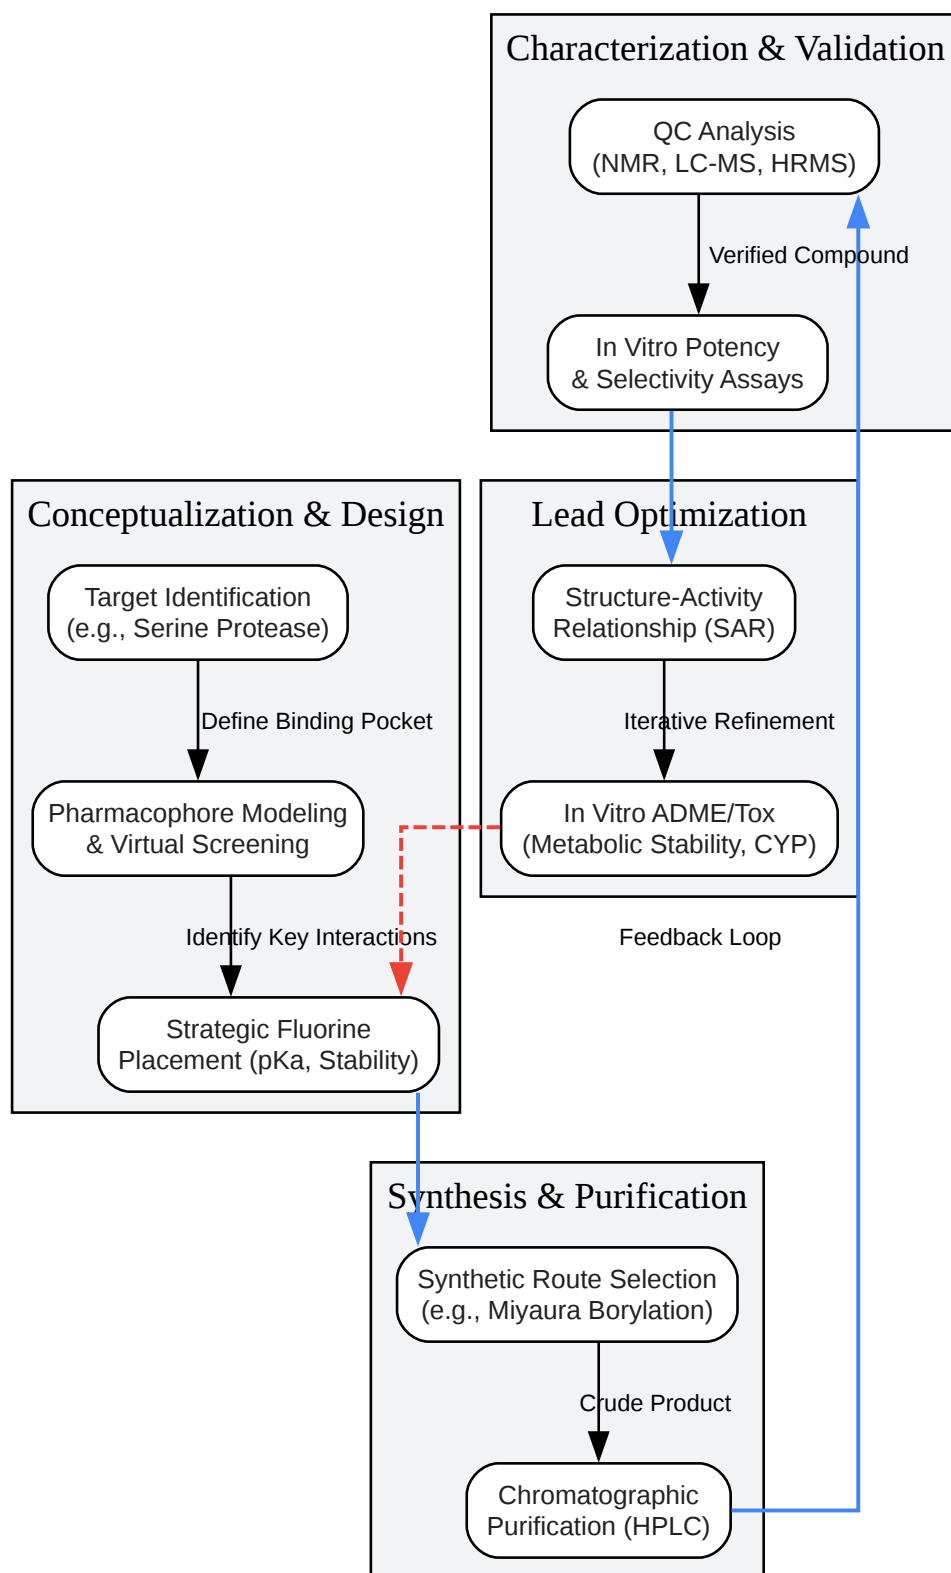 Characterization & Validation
QC Analysis
(NMR, LC-MS, HRMS)
Verified Compound
In Vitro Potency
& Selectivity Assays
Conceptualization & Design
Target Identification
(e.g., Serine Protease)
Define Binding Pocket
Pharmacophore Modeling
& Virtual Screening
Identify Key Interactions
Strategic Fluorine
Placement (pKa, Stability)
Lead Optimization
Structure-Activity
Relationship (SAR)
Iterative Refinement
In Vitro ADME/Tox
(Metabolic Stability, CYP)
Feedback Loop
Synthesis & Purification
Synthetic Route Selection
(e.g., Miyaura Borylation)
Crude Product
Chromatographic
Purification (HPLC)